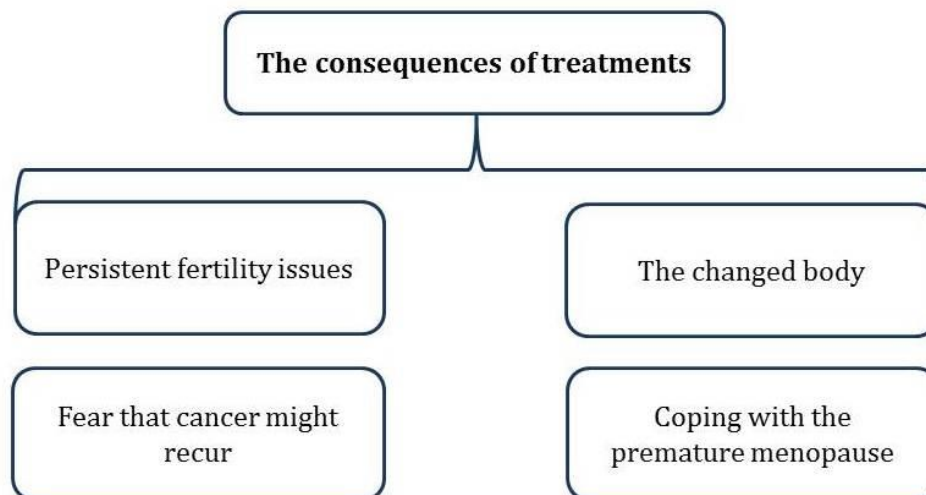 The consequences of treatments
Persistent fertility issues
The changed body
Fear that cancer might
recur
Coping with the
premature menopause